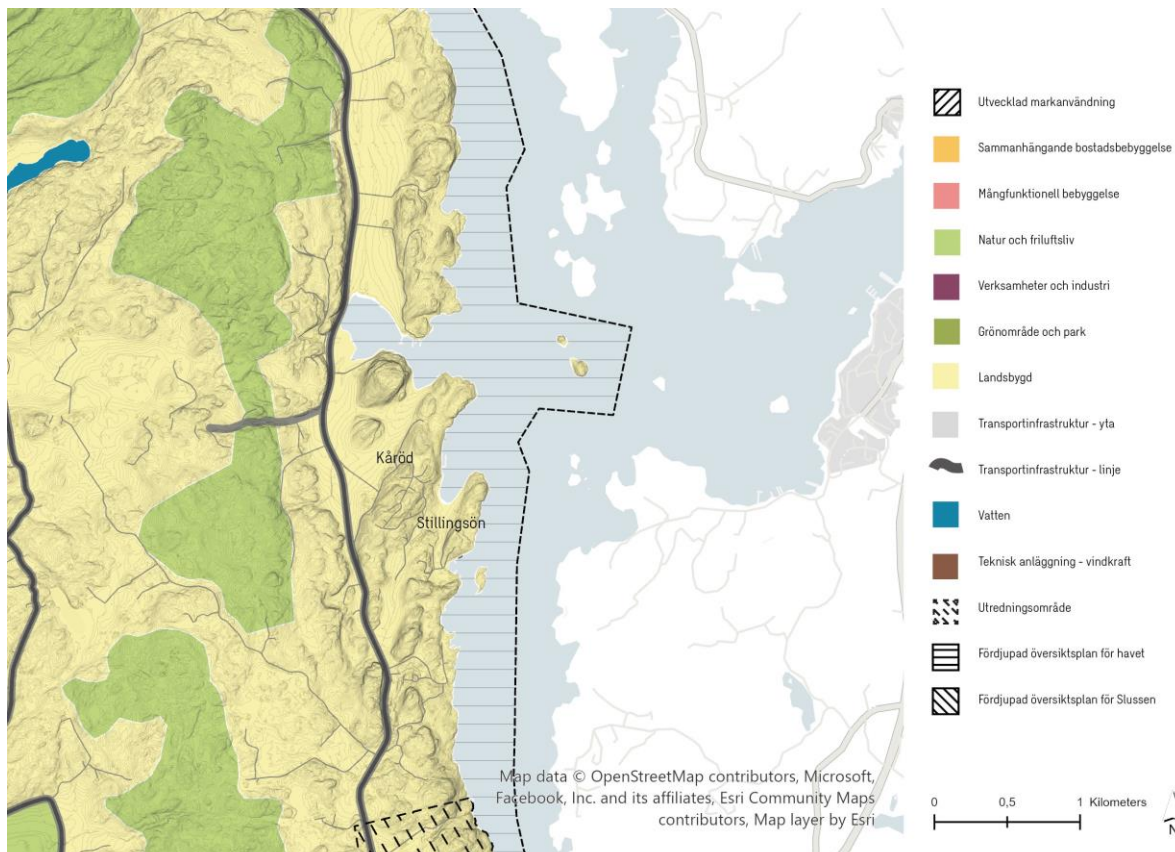 Kåröd
Stillingsön
Map data © OpenStreetMap contributors, Microsoft,
Facebook, Inc. and its affiliates, Esri Community Maps
contributors, Map layer by Esri
Utvecklad markanvändning
Sammanhängande bostadsbebyggelse
Mångfunktionell bebyggelse
Natur och friluftsliv
Verksamheter och industri
Grönområde och park
Landsbygd
Transportinfrastruktur - yta
Transportinfrastruktur - linje
Vatten
Teknisk anläggning - vindkraft
Utredningsområde
Fördjupad översiktsplan för havet
Fördjupad översiktsplan för Slussen
0 0,5 1 Kilometers